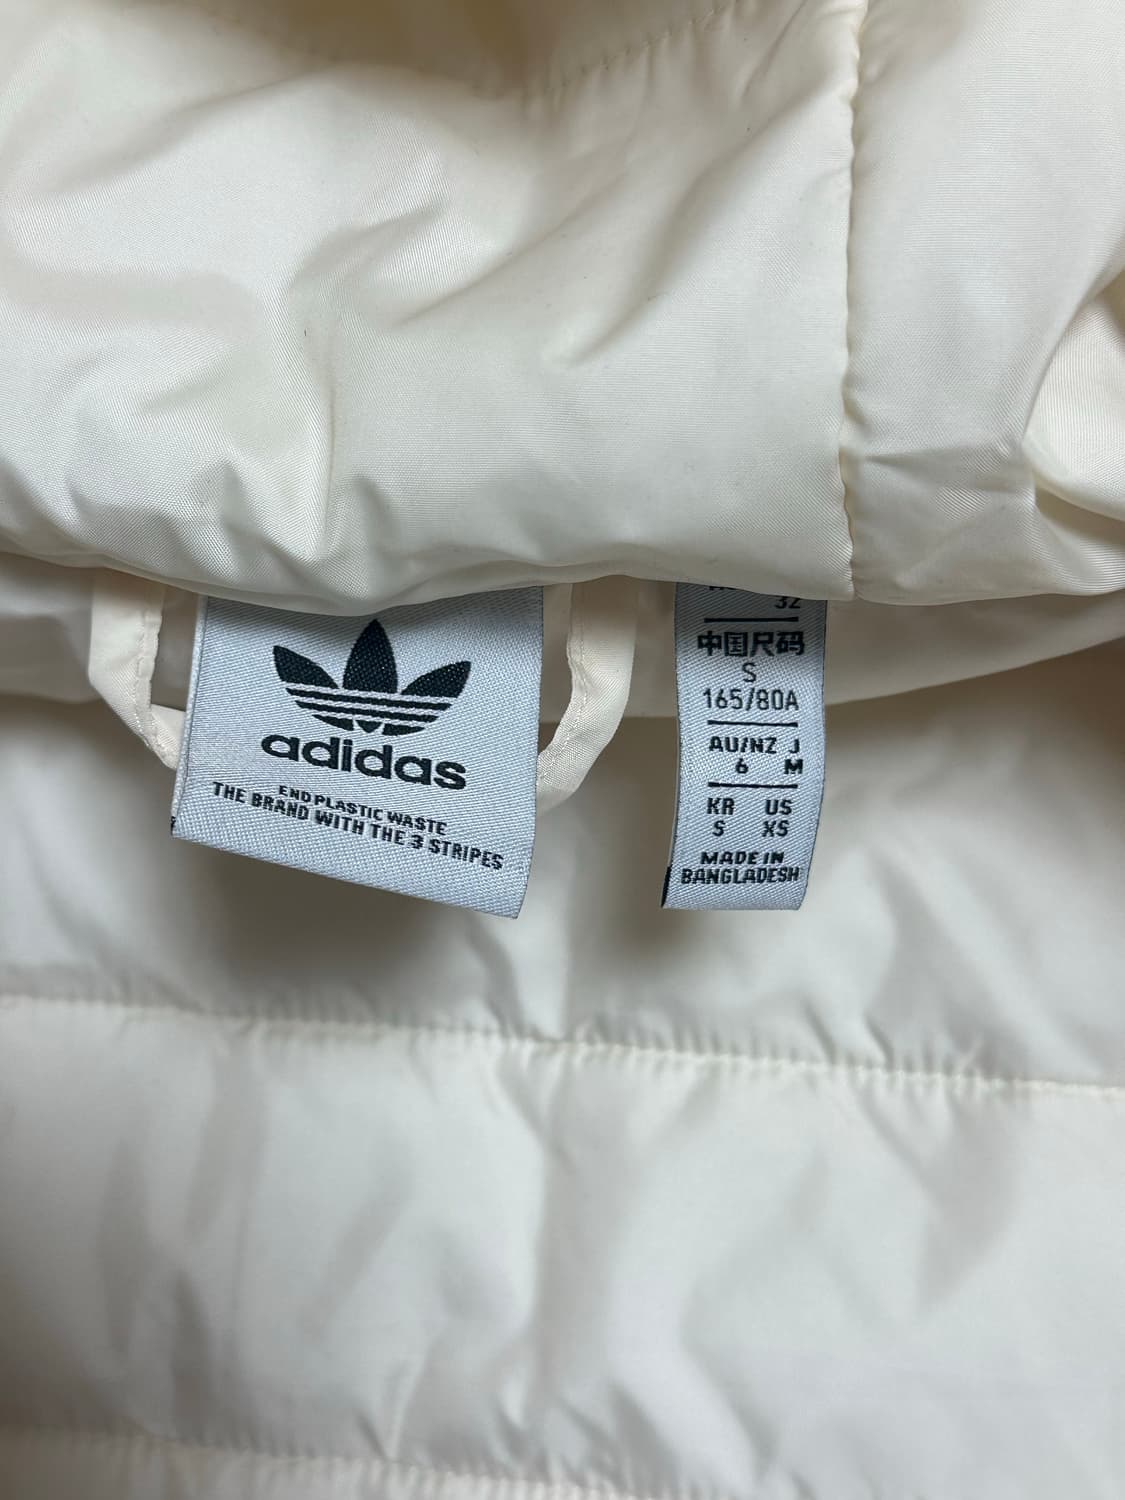 adidas
END PLASTIC WASTE
THE BRAND WITH THE 3 STRIPES
32
中国尺码
S
165/80A
AU/NZ J
6 M
KR US
S XS
MADE IN
BANGLADESH